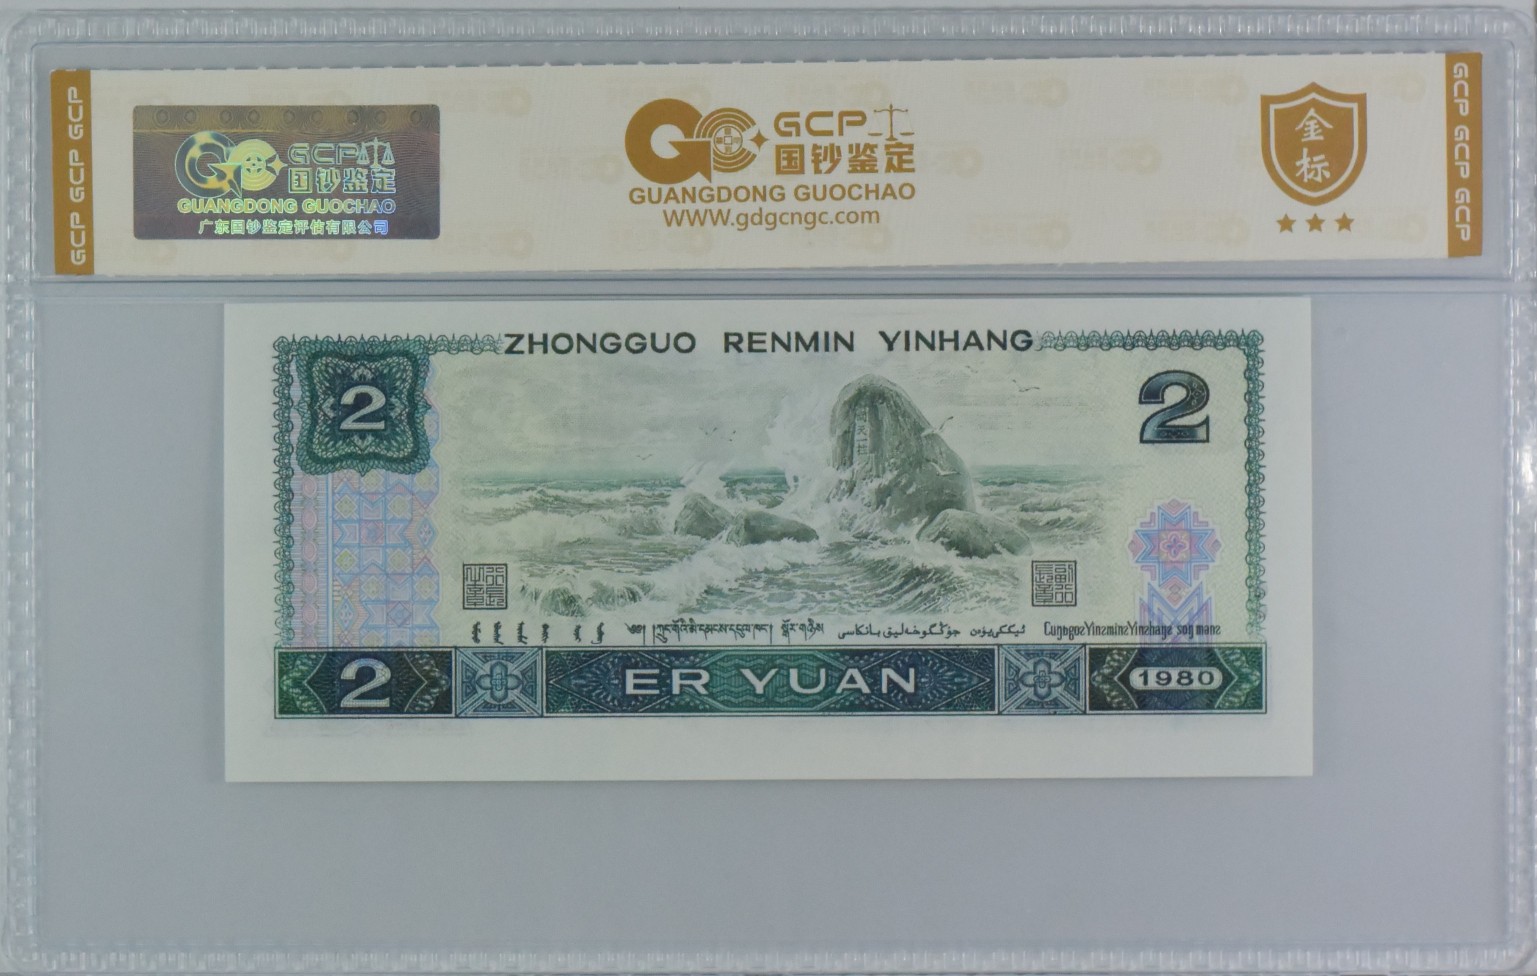 GCP GCP GCP
GCP
国钞鉴定
GUANGDONG GUOCHAO
广东国钞鉴定评估有限公司
GCP
国钞鉴定
GUANGDONG GUOCHAO
WWW.gdgcngc.com
金标
GCP GCP GCP
ZHONGGUO RENMIN YINHANG
2
2
ER YUAN
2
1980